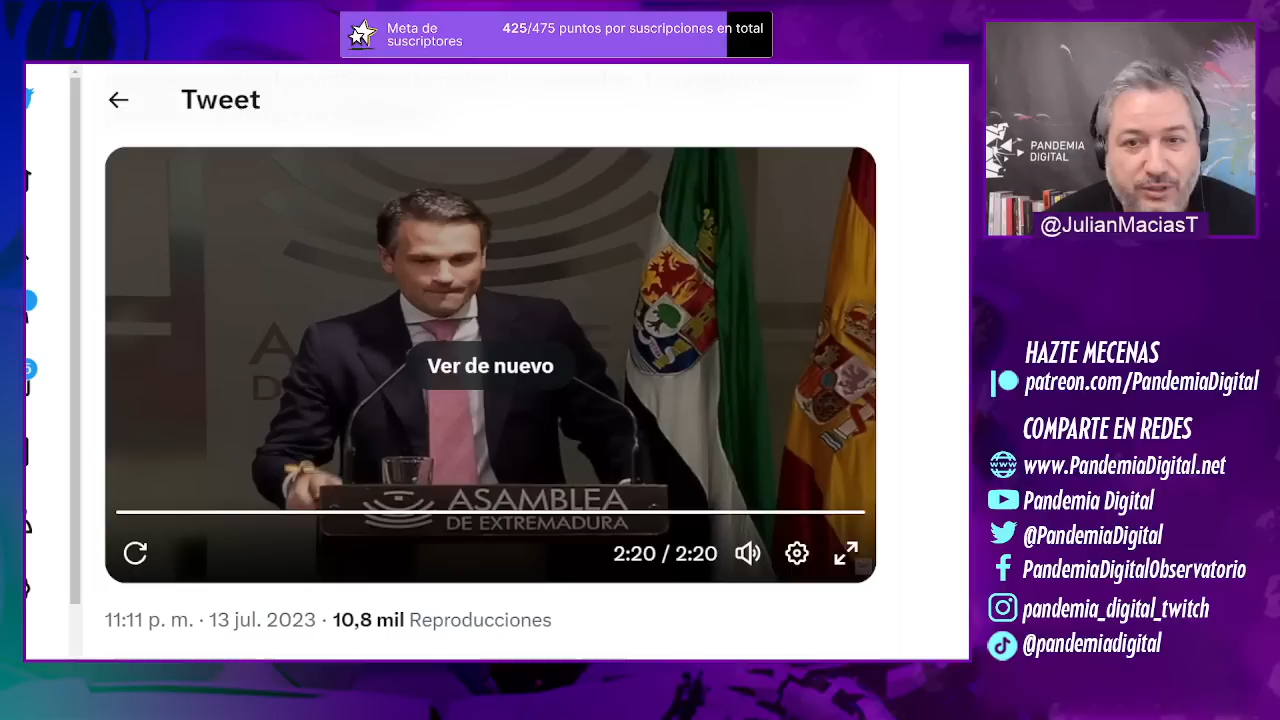 Meta de
suscriptores
425/475 puntos por suscripciones en total
Tweet
Ver de nuevo
ASAMBLEA
DE EXTREMADURA
2:20 / 2:20
11:11 p. m. · 13 jul. 2023 · 10,8 mil Reproducciones
PANDEMIA
DIGITAL
@JulianMaciasT
HAZTE MECENAS
patreon.com/PandemiaDigital
COMPARTE EN REDES
www.PandemiaDigital.net
Pandemia Digital
@PandemiaDigital
PandemiaDigitalObservatorio
pandemia_digital_twitch
@pandemiadigital